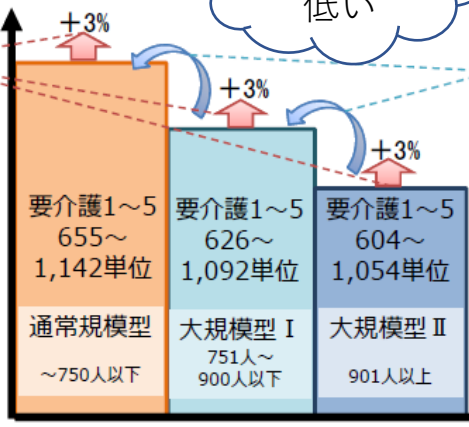 低い
+3%
+3%
+3%
要介護1～5
655～
1,142単位
要介護1～5
626～
1,092単位
要介護1～5
604～
1,054単位
通常規模型
～750人以下
大規模型Ⅰ
751人～
900人以下
大規模型Ⅱ
901人以上